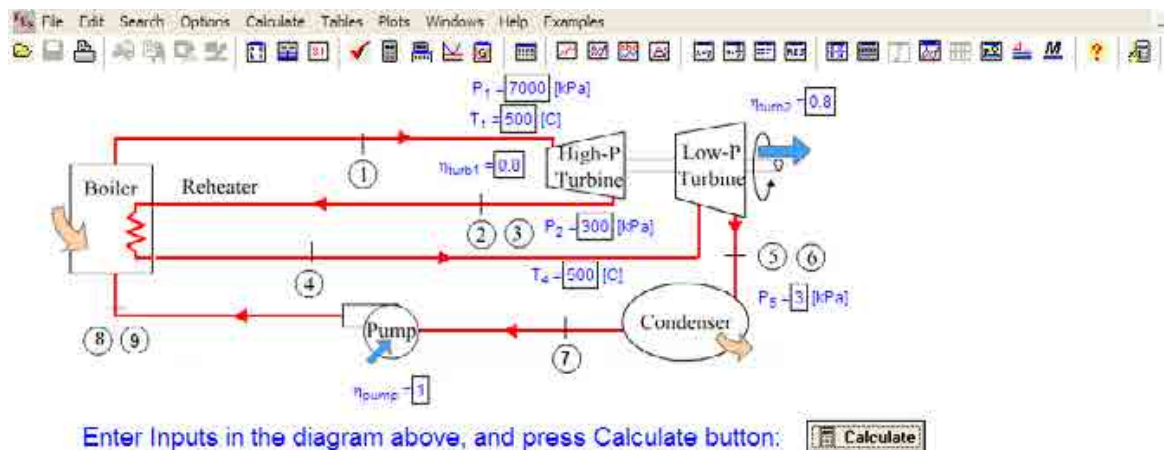 File Edit Search Options Calculate Tables Plots Windows Help Examples
P1 = 7000 [kPa]
T1 = 500 [C]
ηturb2 = 0.8
High-P
Turbine
Low-P
Turbine
ηturb1 =
1
Boiler
Reheater
2 3
P2 = 300 [kPa]
4
T4 = 500 [C]
5 6
P5 = 3 [kPa]
Condenser
8 9
Pump
7
ηpump =
Enter Inputs in the diagram above, and press Calculate button:
Calculate